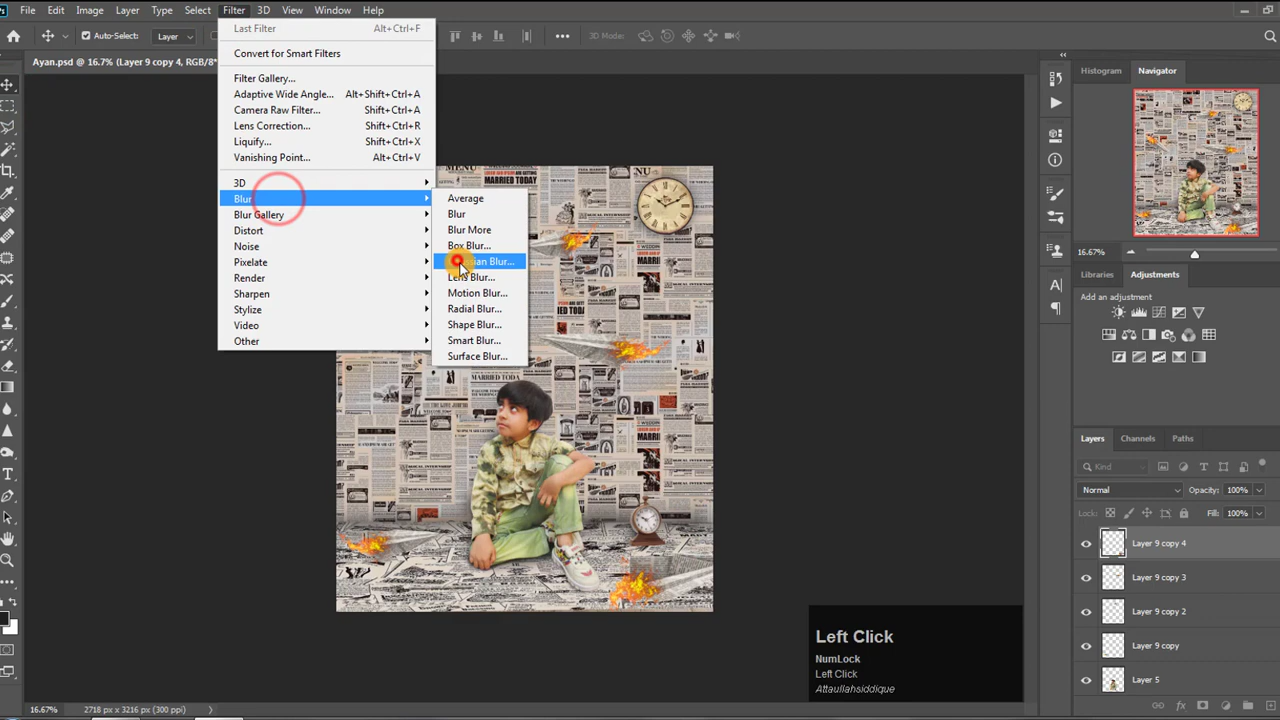 Ps File Edit Image Layer Type Select Filter 3D View Window Help
Auto-Select: Layer
3D Mode:
Ayan.psd @ 16.7% (Layer 9 copy 4, RGB/8*
Last Filter Alt+Ctrl+F
Convert for Smart Filters
Filter Gallery...
Adaptive Wide Angle... Alt+Shift+Ctrl+A
Camera Raw Filter... Shift+Ctrl+A
Lens Correction... Shift+Ctrl+R
Liquify... Shift+Ctrl+X
Vanishing Point... Alt+Ctrl+V
3D
Blur
Blur Gallery
Distort
Noise
Pixelate
Render
Sharpen
Stylize
Video
Other
Average
Blur
Blur More
Box Blur...
Blur...
Lens Blur...
Motion Blur...
Radial Blur...
Shape Blur...
Smart Blur...
Surface Blur...
MENU
MARRIED TODAY
MARRIED TODAY
Histogram Navigator
16.67%
Libraries Adjustments
Add an adjustment
Layers Channels Paths
Kind
Normal Opacity: 100%
Lock: Fill: 100%
Layer 9 copy 4
Layer 9 copy 3
Layer 9 copy 2
Layer 9 copy
Layer 5
Left Click
NumLock
Left Click
Attaullahsiddique
16.67% 2718 px x 3216 px (300 ppi)